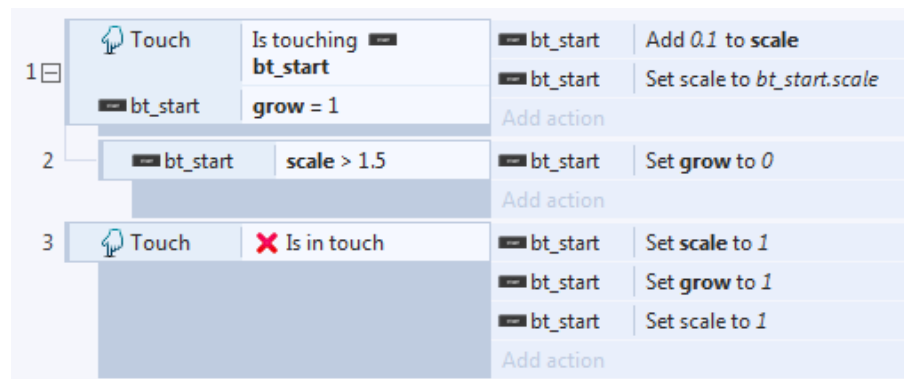 Touch Is touching bt_start Add 0.1 to scale
1 bt_start bt_start Set scale to bt_start.scale
bt_start grow = 1 Add action
2 bt_start scale > 1.5 bt_start Set grow to 0
Add action
3 Touch Is in touch bt_start Set scale to 1
bt_start Set grow to 1
bt_start Set scale to 1
Add action